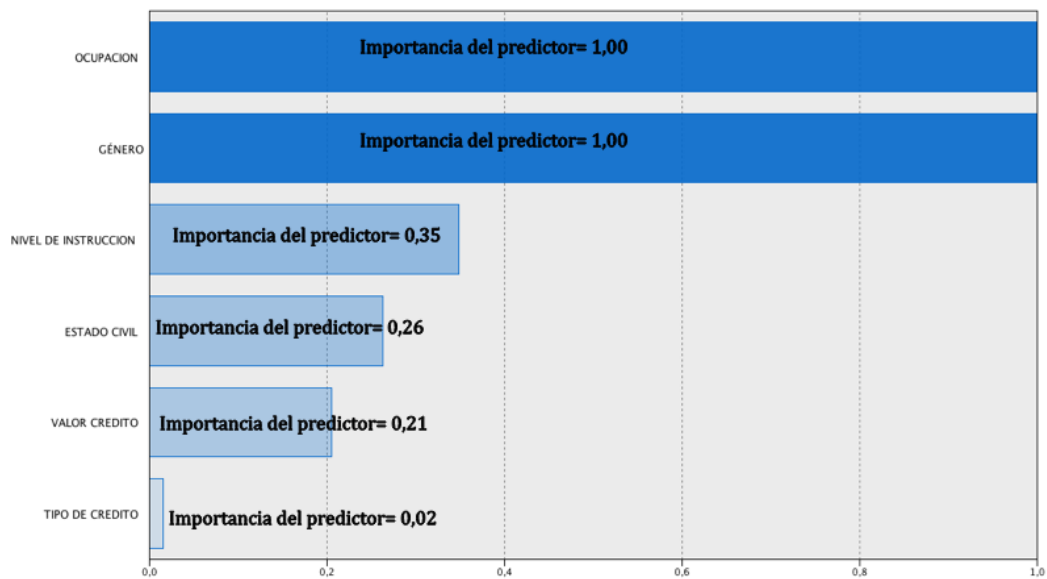 OCUPACION
Importancia del predictor= 1,00
GÉNERO
Importancia del predictor= 1,00
NIVEL DE INSTRUCCION
Importancia del predictor= 0,35
ESTADO CIVIL
Importancia del predictor= 0,26
VALOR CREDITO
Importancia del predictor= 0,21
TIPO DE CREDITO
Importancia del predictor= 0,02
0,0 0,2 0,4 0,6 0,8 1,0